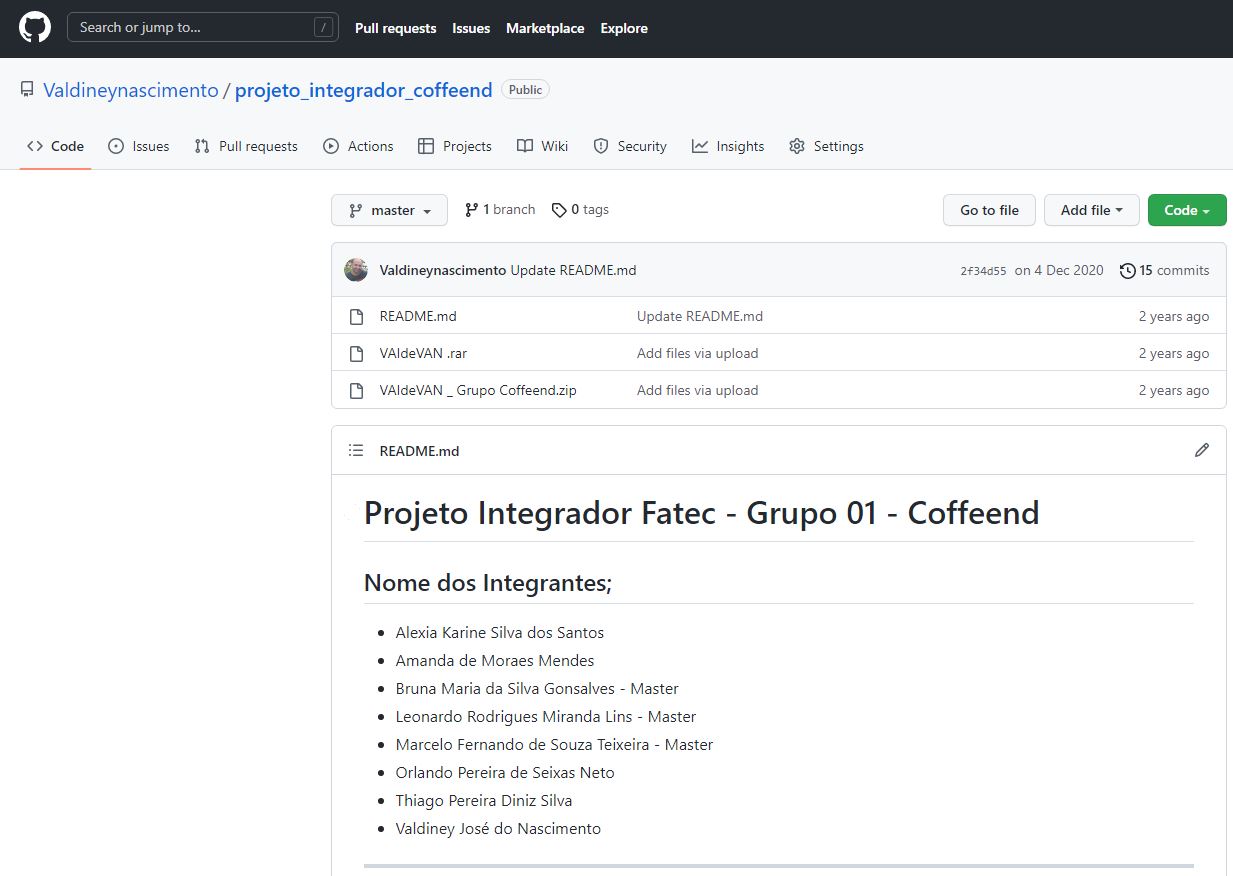 Search or jump to... / Pull requests Issues Marketplace Explore
Valdineynascimento / projeto_integrador_coffeend Public
Code Issues Pull requests Actions Projects Wiki Security Insights Settings
master 1 branch 0 tags Go to file Add file Code
Valdineynascimento Update README.md 2f34d55 on 4 Dec 2020 15 commits
README.md Update README.md 2 years ago
VAIdeVAN .rar Add files via upload 2 years ago
VAIdeVAN _ Grupo Coffeend.zip Add files via upload 2 years ago
README.md
Projeto Integrador Fatec - Grupo 01 - Coffeend
Nome dos Integrantes;
Alexia Karine Silva dos Santos
Amanda de Moraes Mendes
Bruna Maria da Silva Gonsalves - Master
Leonardo Rodrigues Miranda Lins - Master
Marcelo Fernando de Souza Teixeira - Master
Orlando Pereira de Seixas Neto
Thiago Pereira Diniz Silva
Valdiney José do Nascimento